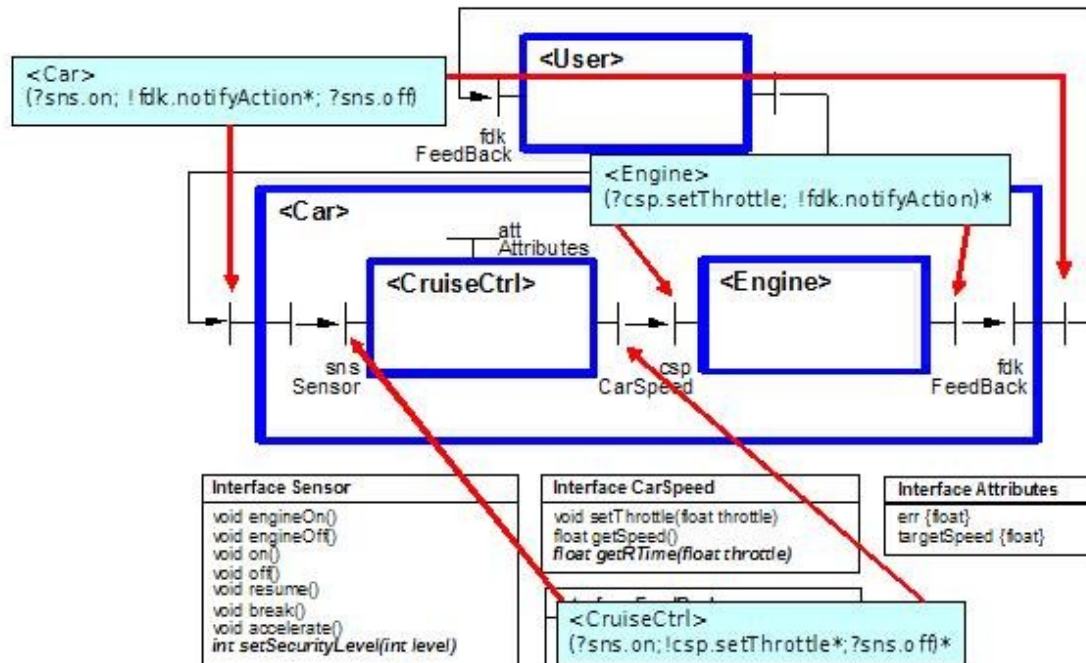 <User>
<Car>
(?sns.on; !fdk.notifyAction*; ?sns.off)
fdk
FeedBack
<Engine>
(?csp.setThrottle; !fdk.notifyAction)*
<Car>
att
Attributes
<CruiseCtrl>
<Engine>
sns
Sensor
csp
CarSpeed
fdk
FeedBack
Interface Sensor
void engineOn()
void engineOff()
void on()
void off()
void resume()
void break()
void accelerate()
int setSecurityLevel(int level)
Interface CarSpeed
void setThrottle(float throttle)
float getSpeed()
float getRTime(float throttle)
Interface Attributes
err {float}
targetSpeed {float}
<CruiseCtrl>
(?sns.on;!csp.setThrottle*;?sns.off)*